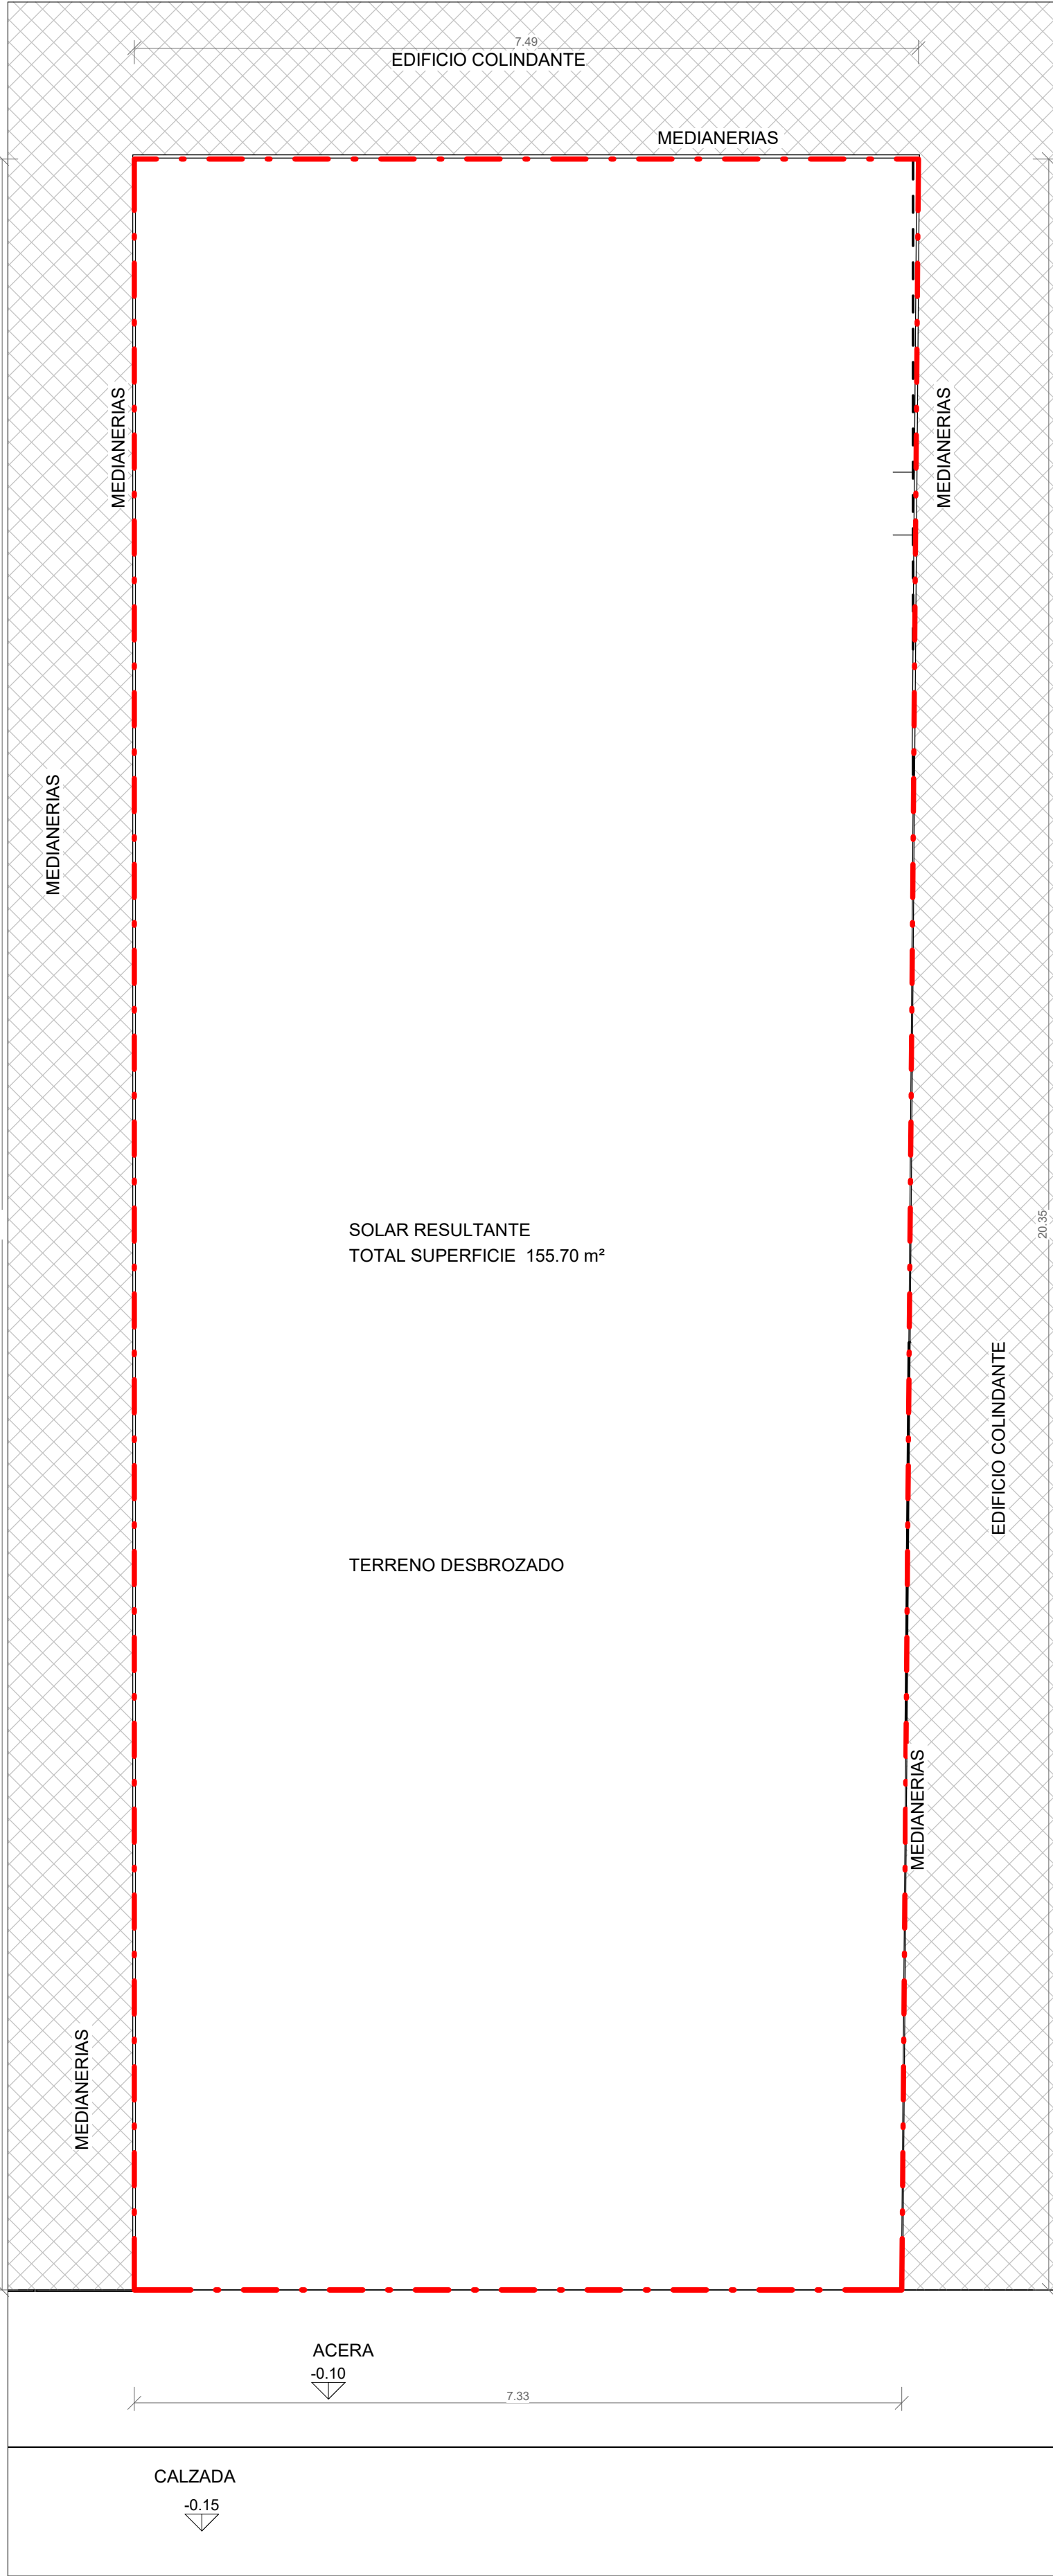 7.49
EDIFICIO COLINDANTE
MEDIANERIAS
MEDIANERIAS
MEDIANERIAS
MEDIANERIAS
SOLAR RESULTANTE
TOTAL SUPERFICIE 155.70 m²
20.35
EDIFICIO COLINDANTE
TERRENO DESBROZADO
MEDIANERIAS
MEDIANERIAS
ACERA
-0.10
7.33
CALZADA
-0.15